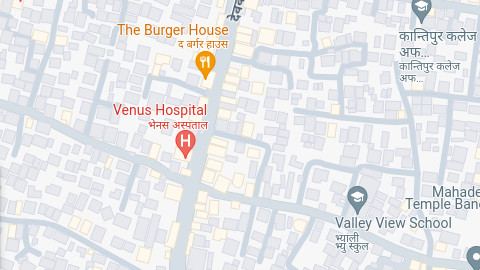 The Burger House
द बर्गर हाउस
कान्तिपुर कलेज
अफ...
कान्तिपुर कलेज
अफ...
Venus Hospital
भेनस अस्पताल
H
Mahade
Temple Bane
Valley View School
भ्याली
भ्यु स्कुल